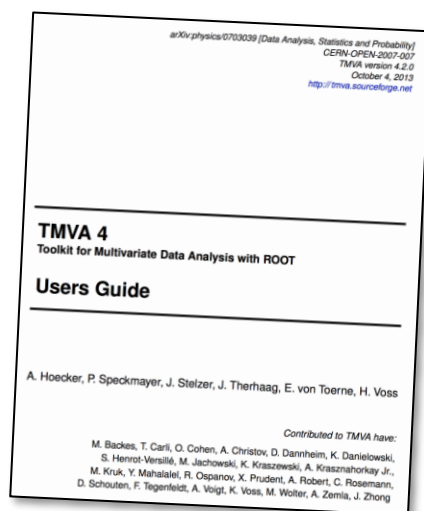 arXiv:physics/0703039 [Data Analysis, Statistics and Probability]
CERN-OPEN-2007-007
TMVA version 4.2.0
October 4, 2013
http://tmva.sourceforge.net
TMVA 4
Toolkit for Multivariate Data Analysis with ROOT
Users Guide
A. Hoecker, P. Speckmayer, J. Stelzer, J. Therhaag, E. von Toerne, H. Voss
Contributed to TMVA have:
M. Backes, T. Carli, O. Cohen, A. Christov, D. Dannheim, K. Danielowski,
S. Henrot-Versillé, M. Jachowski, K. Kraszewski, A. Krasznahorkay Jr.,
M. Kruk, Y. Mahalalel, R. Ospanov, X. Prudent, A. Robert, C. Rosemann,
D. Schouten, F. Tegenfeldt, A. Voigt, K. Voss, M. Wolter, A. Zemla, J. Zhong